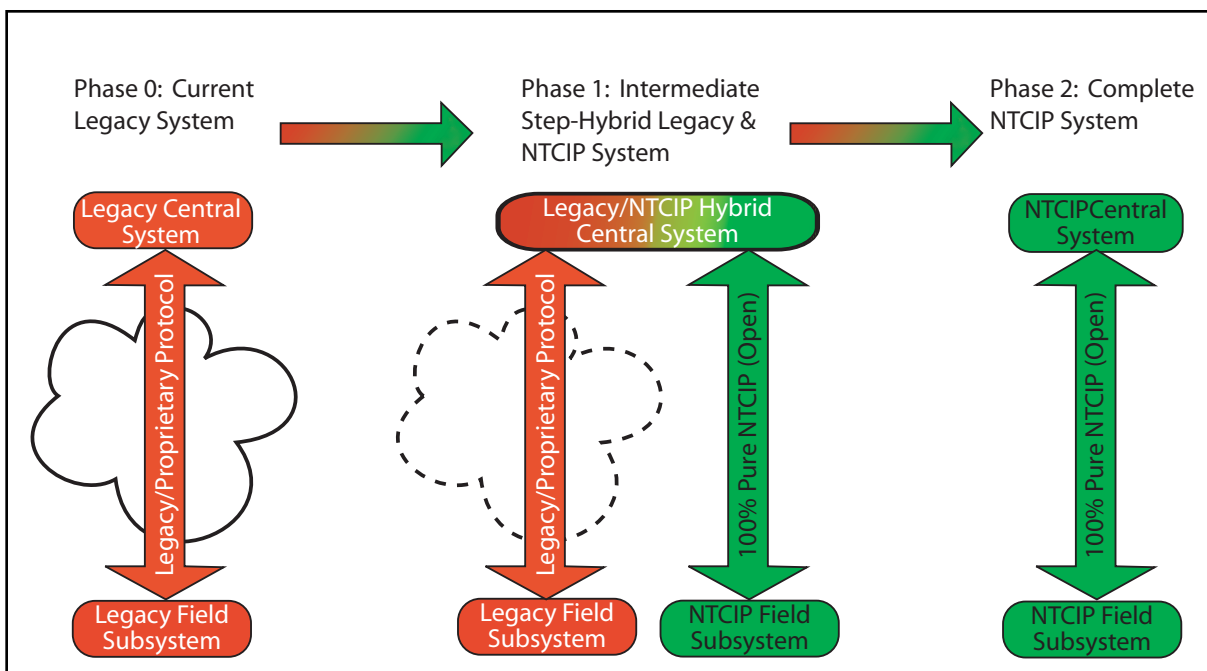 Phase 0: Current
Legacy System
Phase 1: Intermediate
Step-Hybrid Legacy &
NTCIP System
Phase 2: Complete
NTCIP System
Legacy Central
System
Legacy/Proprietary Protocol
Legacy Field
Subsystem
Legacy/NTCIP Hybrid
Central System
Legacy/Proprietary Protocol
100% Pure NTCIP (Open)
Legacy Field
Subsystem
NTCIP Field
Subsystem
NTCIPCentral
System
100% Pure NTCIP (Open)
NTCIP Field
Subsystem